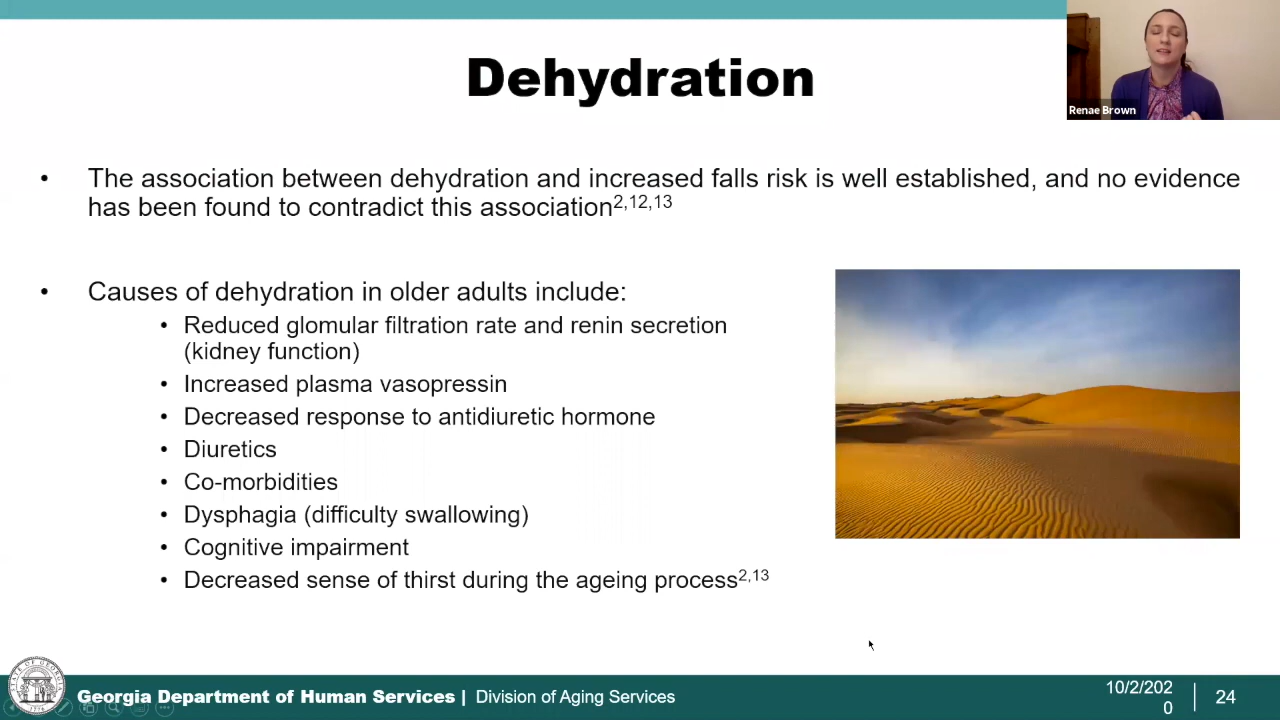 Dehydration
Renae Brown
• The association between dehydration and increased falls risk is well established, and no evidence
has been found to contradict this association2,12,13
• Causes of dehydration in older adults include:
• Reduced glomular filtration rate and renin secretion
(kidney function)
• Increased plasma vasopressin
• Decreased response to antidiuretic hormone
• Diuretics
• Co-morbidities
• Dysphagia (difficulty swallowing)
• Cognitive impairment
• Decreased sense of thirst during the ageing process2,13
Georgia Department of Human Services | Division of Aging Services
10/2/202
0
24